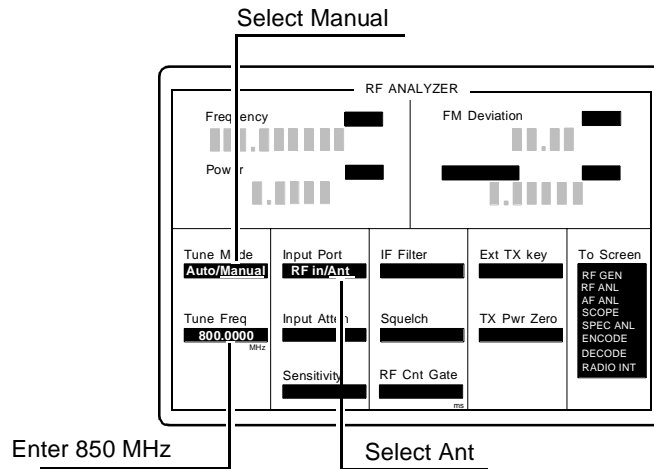 Select Manual
RF ANALYZER
Frequency
FM Deviation
Power
Tune Mode
Auto/Manual
Input Port
RF in/Ant
IF Filter
Ext TX key
To Screen
RF GEN
RF ANL
AF ANL
SCOPE
SPEC ANL
ENCODE
DECODE
RADIO INT
Tune Freq
800.0000
MHz
Input Atten
Squelch
TX Pwr Zero
Sensitivity
RF Cnt Gate
ms
Enter 850 MHz
Select Ant